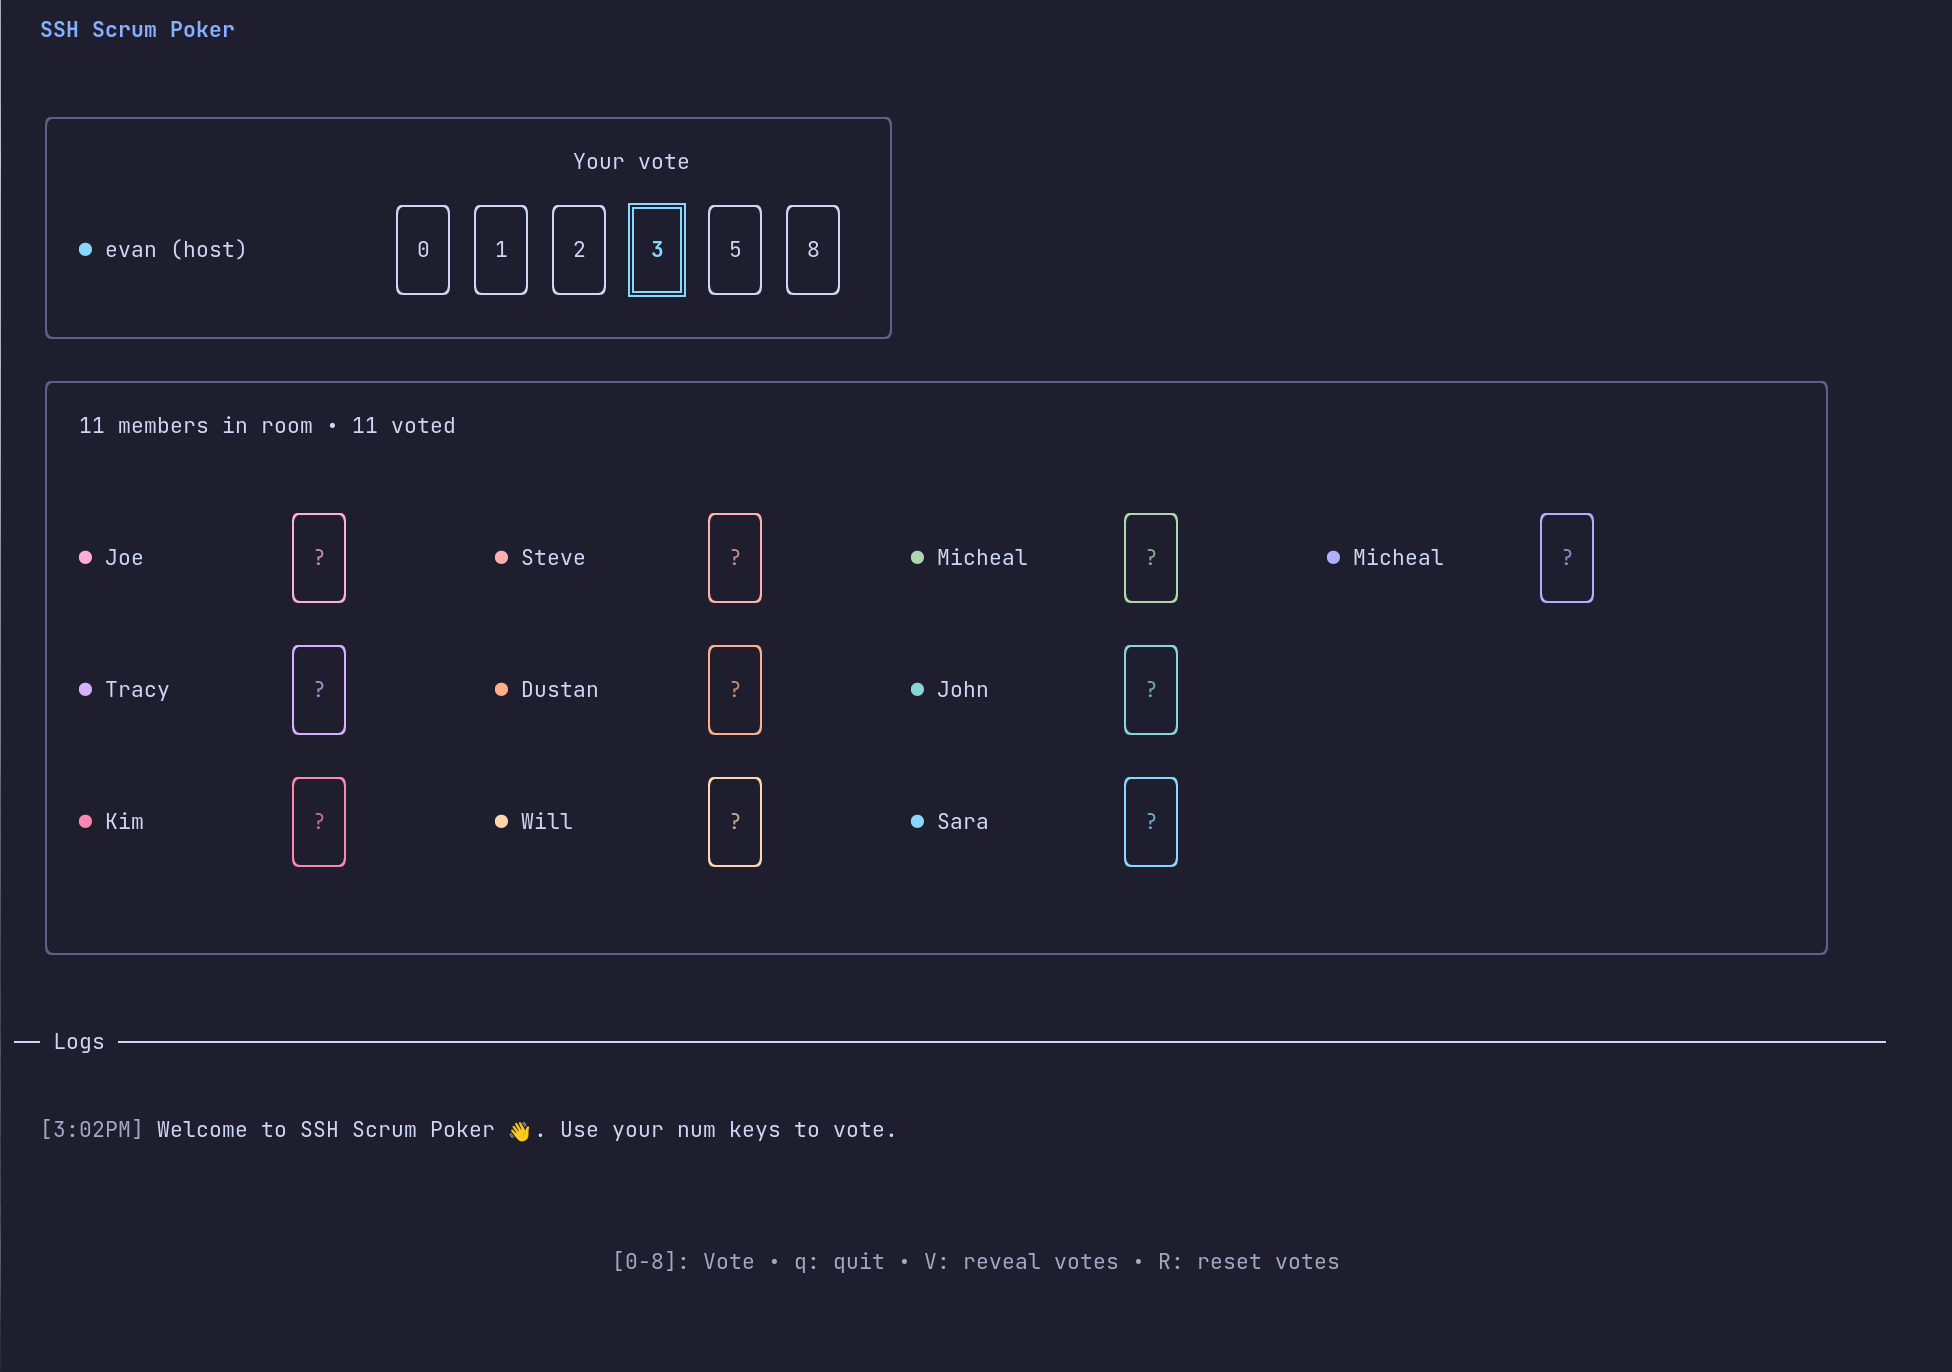 SSH Scrum Poker
Your vote
evan (host) 0 1 2 3 5 8
11 members in room • 11 voted
Joe ? Steve ? Micheal ? Micheal ?
Tracy ? Dustan ? John ?
Kim ? Will ? Sara ?
Logs
[3:02PM] Welcome to SSH Scrum Poker 👋. Use your num keys to vote.
[0-8]: Vote • q: quit • V: reveal votes • R: reset votes